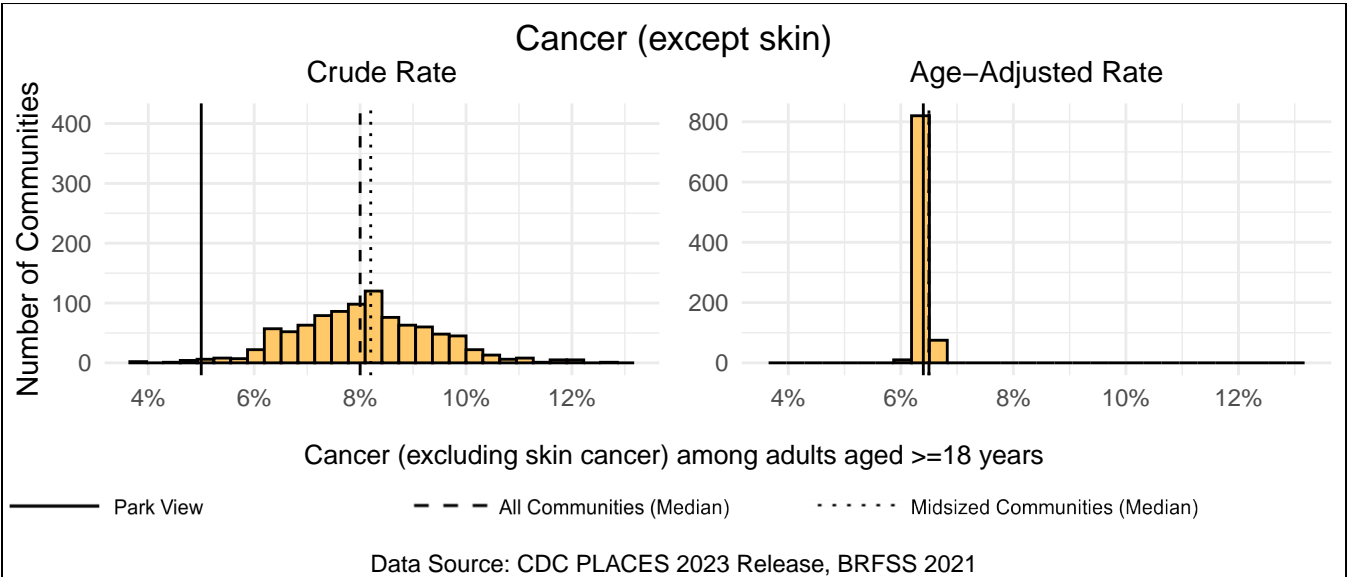 Cancer (except skin)
Crude Rate
Age−Adjusted Rate
Number of Communities
400
300
200
100
0
4%
6%
8%
10%
12%
800
600
400
200
0
4%
6%
8%
10%
12%
Cancer (excluding skin cancer) among adults aged >=18 years
Park View
All Communities (Median)
Midsized Communities (Median)
Data Source: CDC PLACES 2023 Release, BRFSS 2021